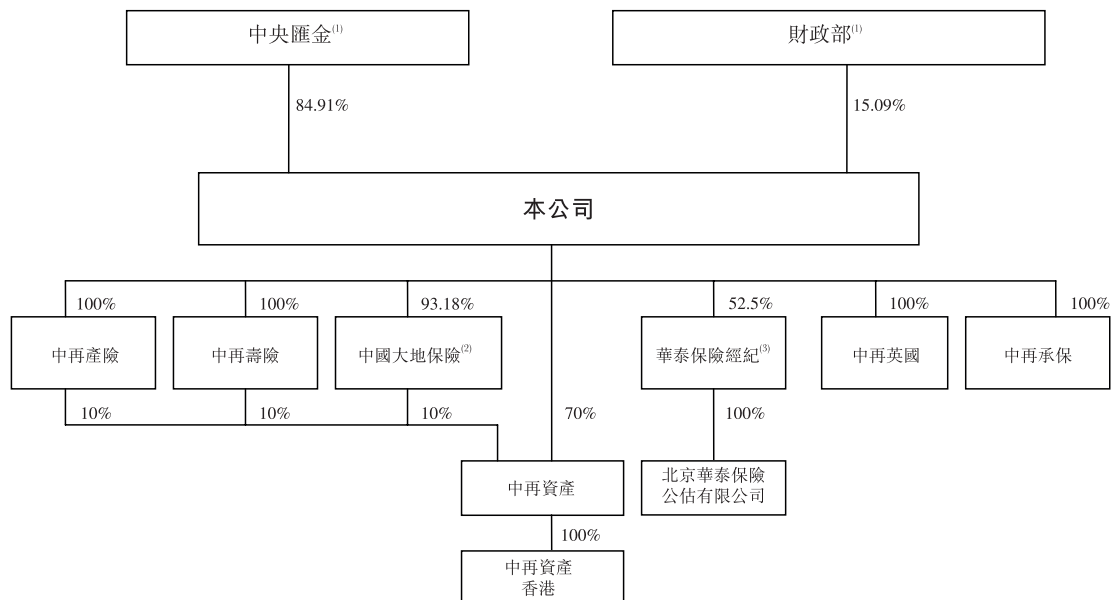 中央匯金(1)
財政部(1)
84.91%
15.09%
本公司
100%
100%
93.18%
52.5%
100%
100%
中再產險
中再壽險
中國大地保險(2)
華泰保險經紀(3)
中再英國
中再承保
10%
10%
10%
70%
100%
中再資產
北京華泰保險
公估有限公司
100%
中再資產
香港